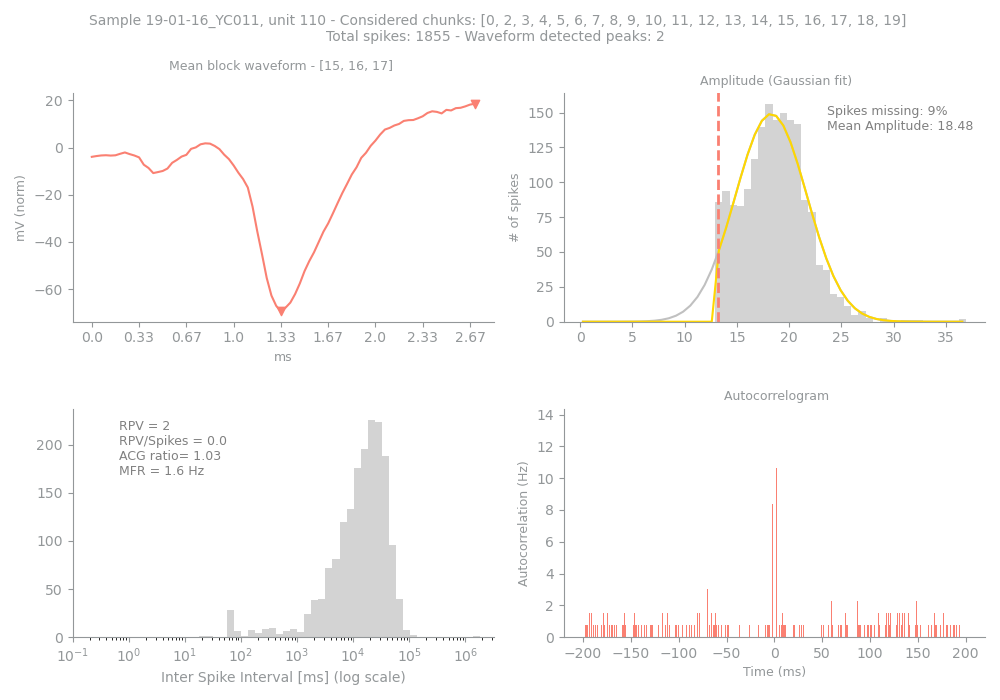 Sample 19-01-16_YC011, unit 110 - Considered chunks: [0, 2, 3, 4, 5, 6, 7, 8, 9, 10, 11, 12, 13, 14, 15, 16, 17, 18, 19]
Total spikes: 1855 - Waveform detected peaks: 2
Mean block waveform - [15, 16, 17]
20
0
−20
−40
−60
mV (norm)
0.0 0.33 0.67 1.0 1.33 1.67 2.0 2.33 2.67
ms
Amplitude (Gaussian fit)
Spikes missing: 9%
Mean Amplitude: 18.48
150
125
100
75
50
25
0
# of spikes
0 5 10 15 20 25 30 35
RPV = 2
RPV/Spikes = 0.0
ACG ratio= 1.03
MFR = 1.6 Hz
200
150
100
50
0
10⁻¹ 10⁰ 10¹ 10² 10³ 10⁴ 10⁵ 10⁶
Inter Spike Interval [ms] (log scale)
Autocorrelogram
14
12
10
8
6
4
2
0
Autocorrelation (Hz)
−200 −150 −100 −50 0 50 100 150 200
Time (ms)